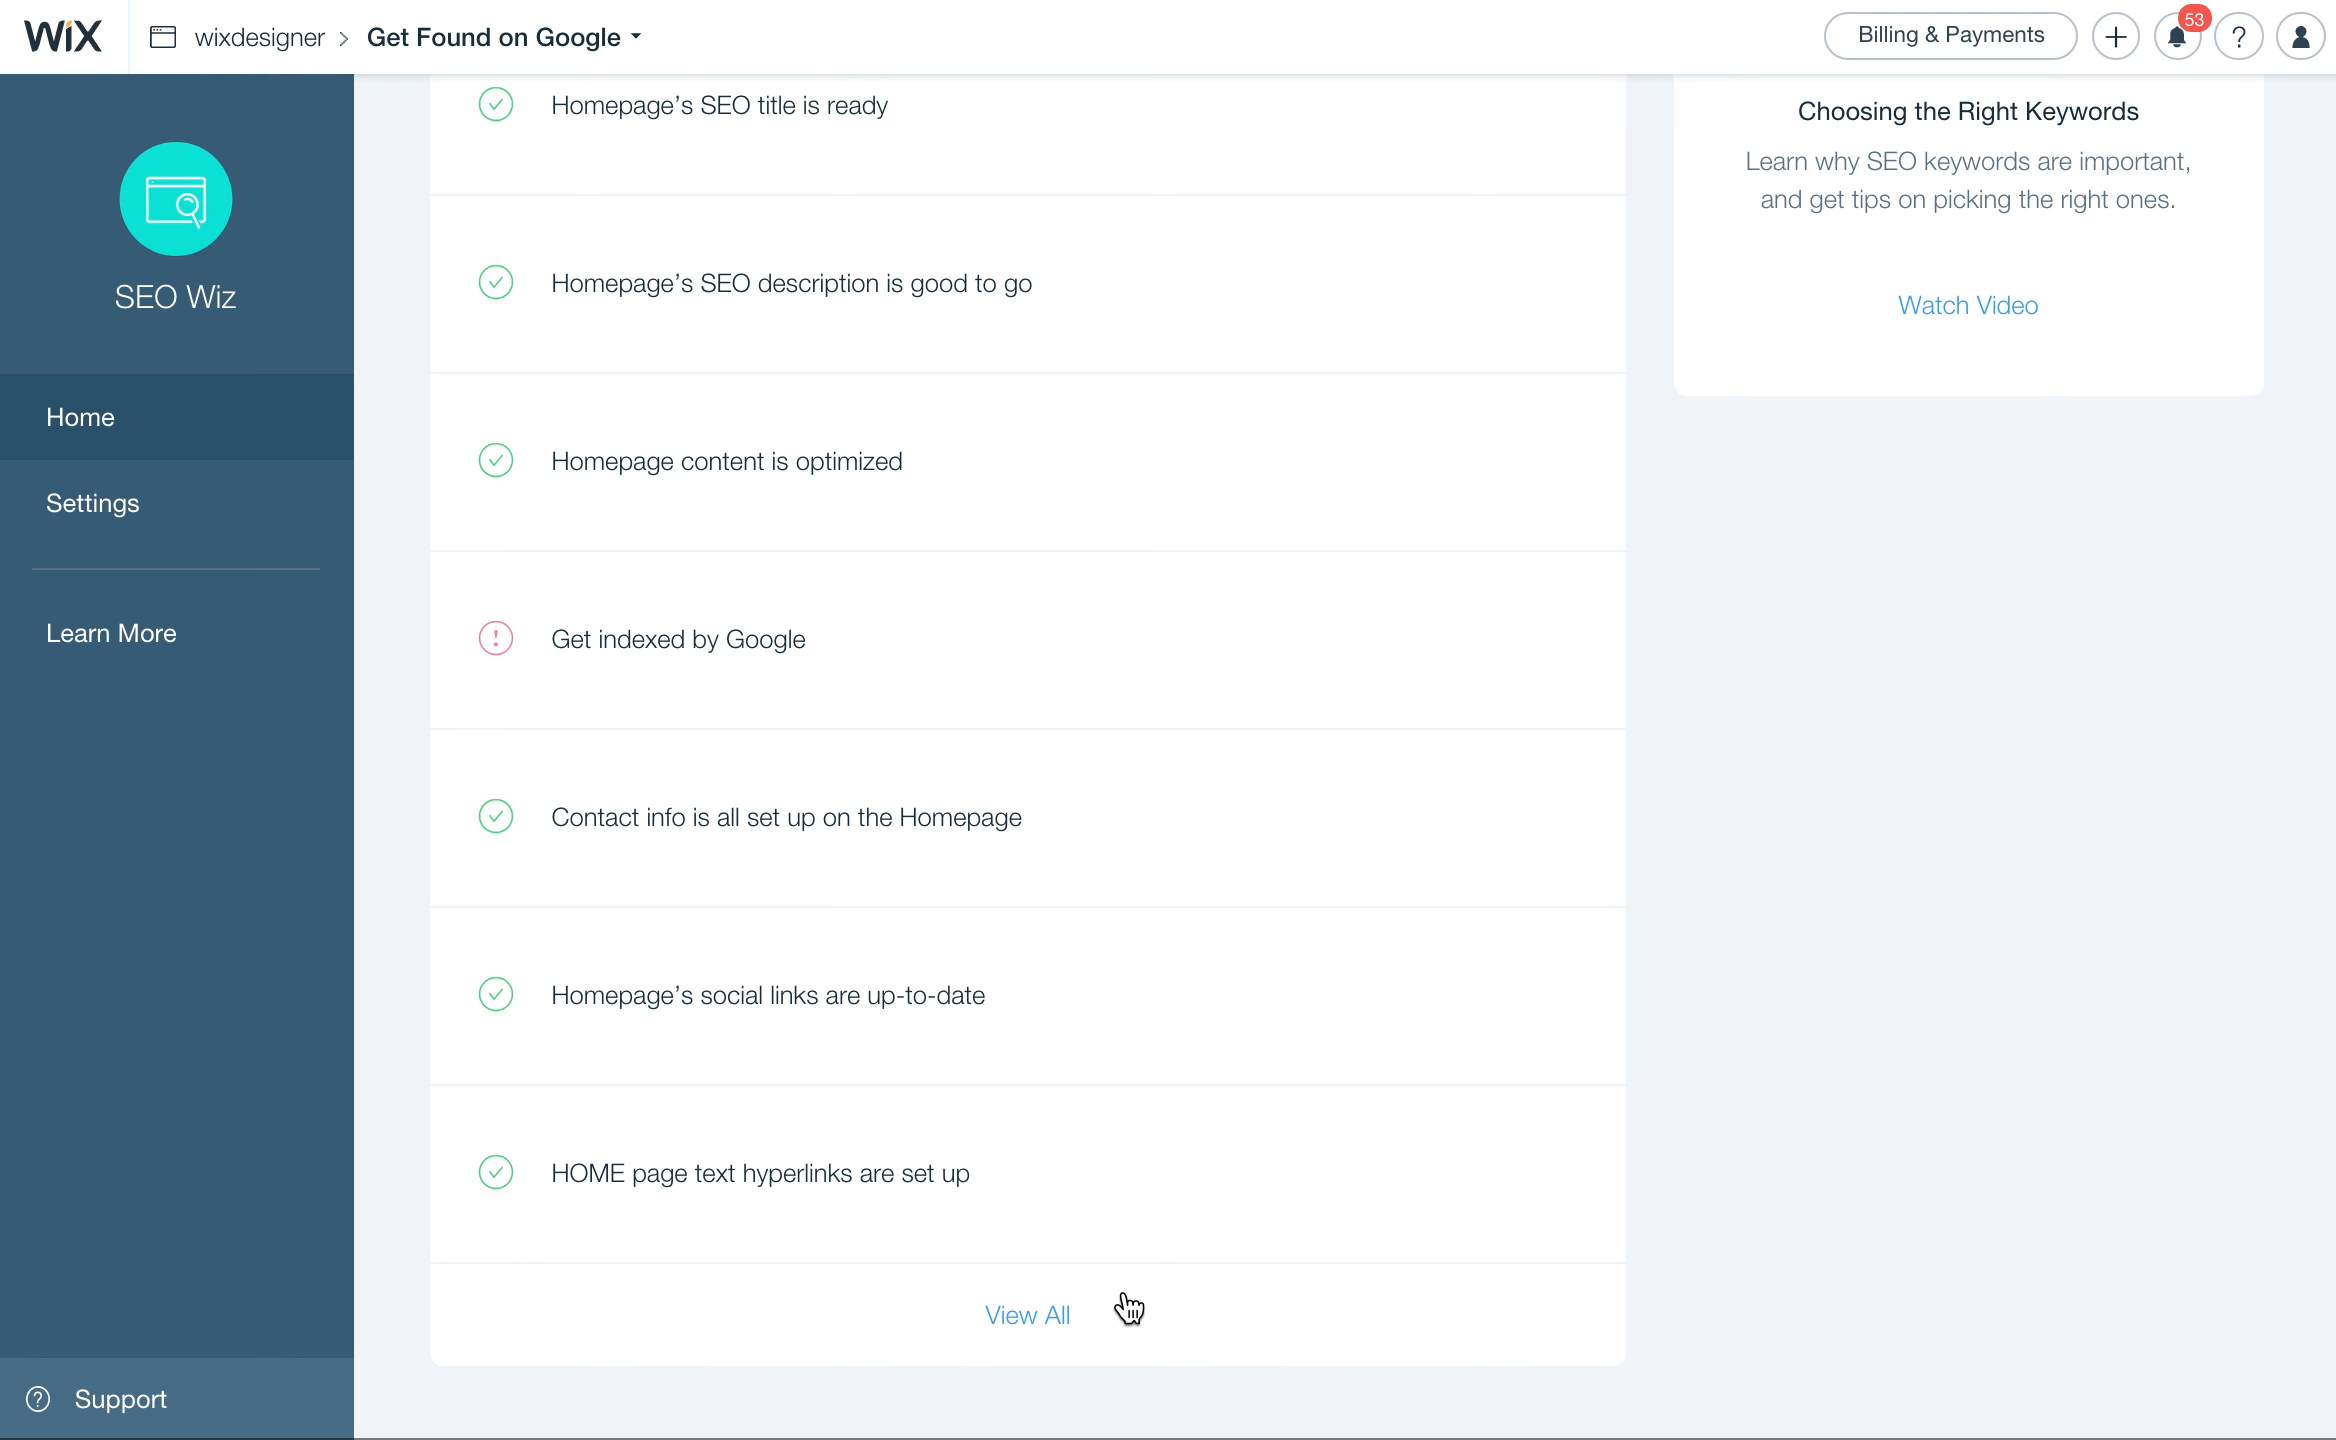 WiX
wixdesigner > Get Found on Google
Billing & Payments
53
?
SEO Wiz
Home
Settings
Learn More
? Support
Homepage’s SEO title is ready
Homepage’s SEO description is good to go
Homepage content is optimized
! Get indexed by Google
Contact info is all set up on the Homepage
Homepage’s social links are up-to-date
HOME page text hyperlinks are set up
View All
Choosing the Right Keywords
Learn why SEO keywords are important,
and get tips on picking the right ones.
Watch Video